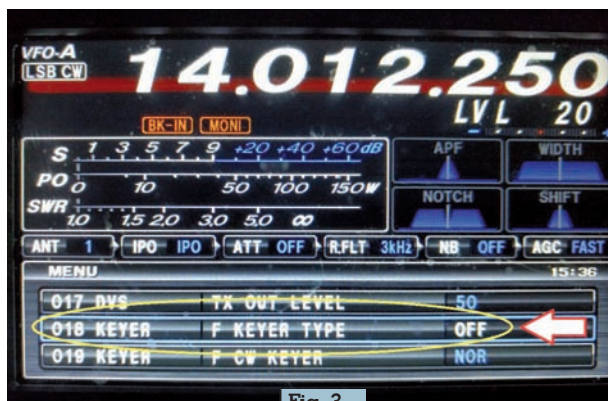 VFO-A
LSB CW
14.012.250
BK-IN MONI
LVL 20
S 1 3 5 7 9 +20 +40 +60dB
PO 0 10 50 100 150W
SWR 1.0 1.5 2.0 3.0 5.0 ∞
APF WIDTH
NOTCH SHIFT
ANT 1 IPO IPO ATT OFF R.FLT 3kHz NB OFF AGC FAST
MENU 15:36
017 DVS TX OUT LEVEL 50
018 KEYER F KEYER TYPE OFF
019 KEYER F CW KEYER NOR
Fig. 3